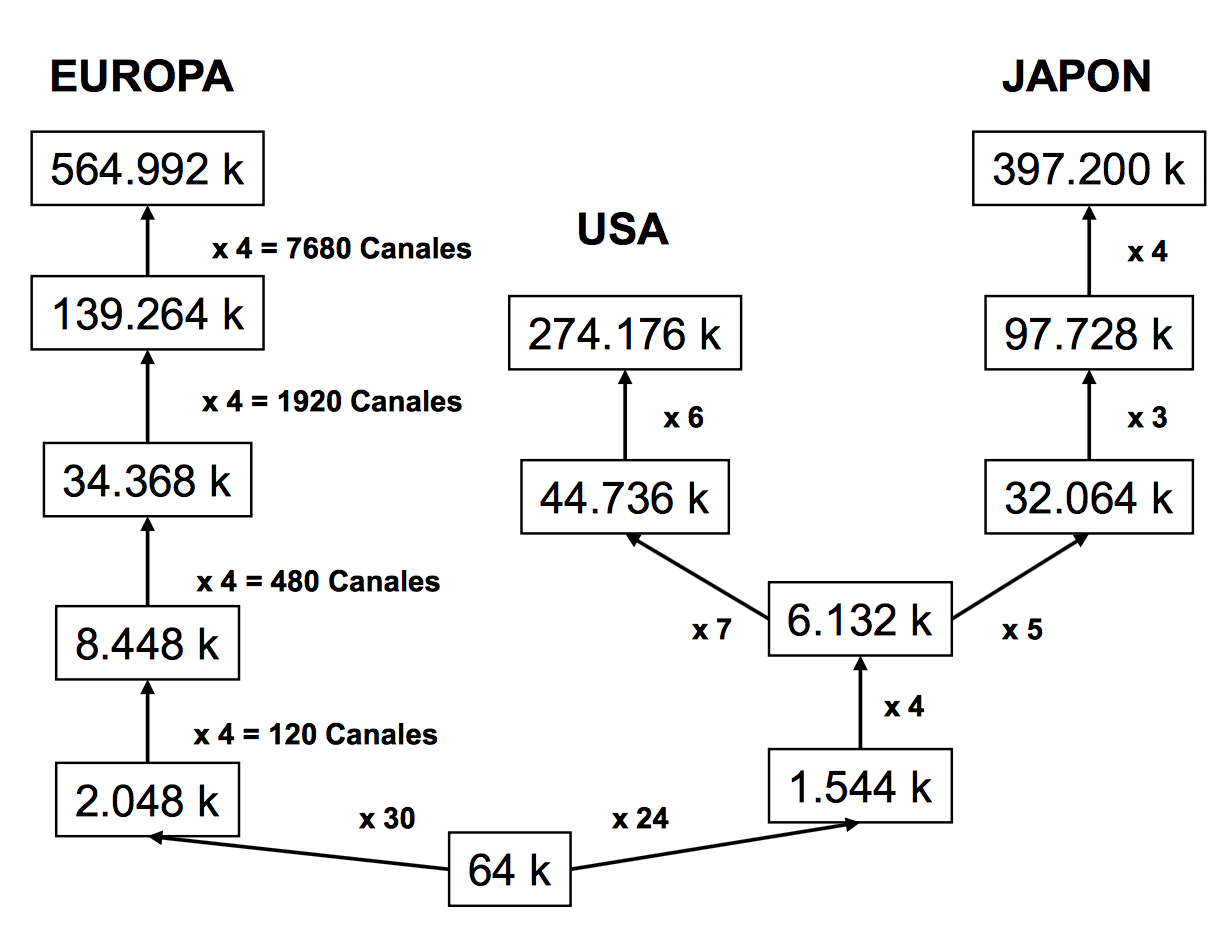 EUROPA
JAPON
564.992 k
397.200 k
USA
x 4 = 7680 Canales
x 4
139.264 k
274.176 k
97.728 k
x 4 = 1920 Canales
x 6
x 3
34.368 k
44.736 k
32.064 k
x 4 = 480 Canales
6.132 k
x 7
x 5
8.448 k
x 4
x 4 = 120 Canales
2.048 k
1.544 k
x 30
x 24
64 k